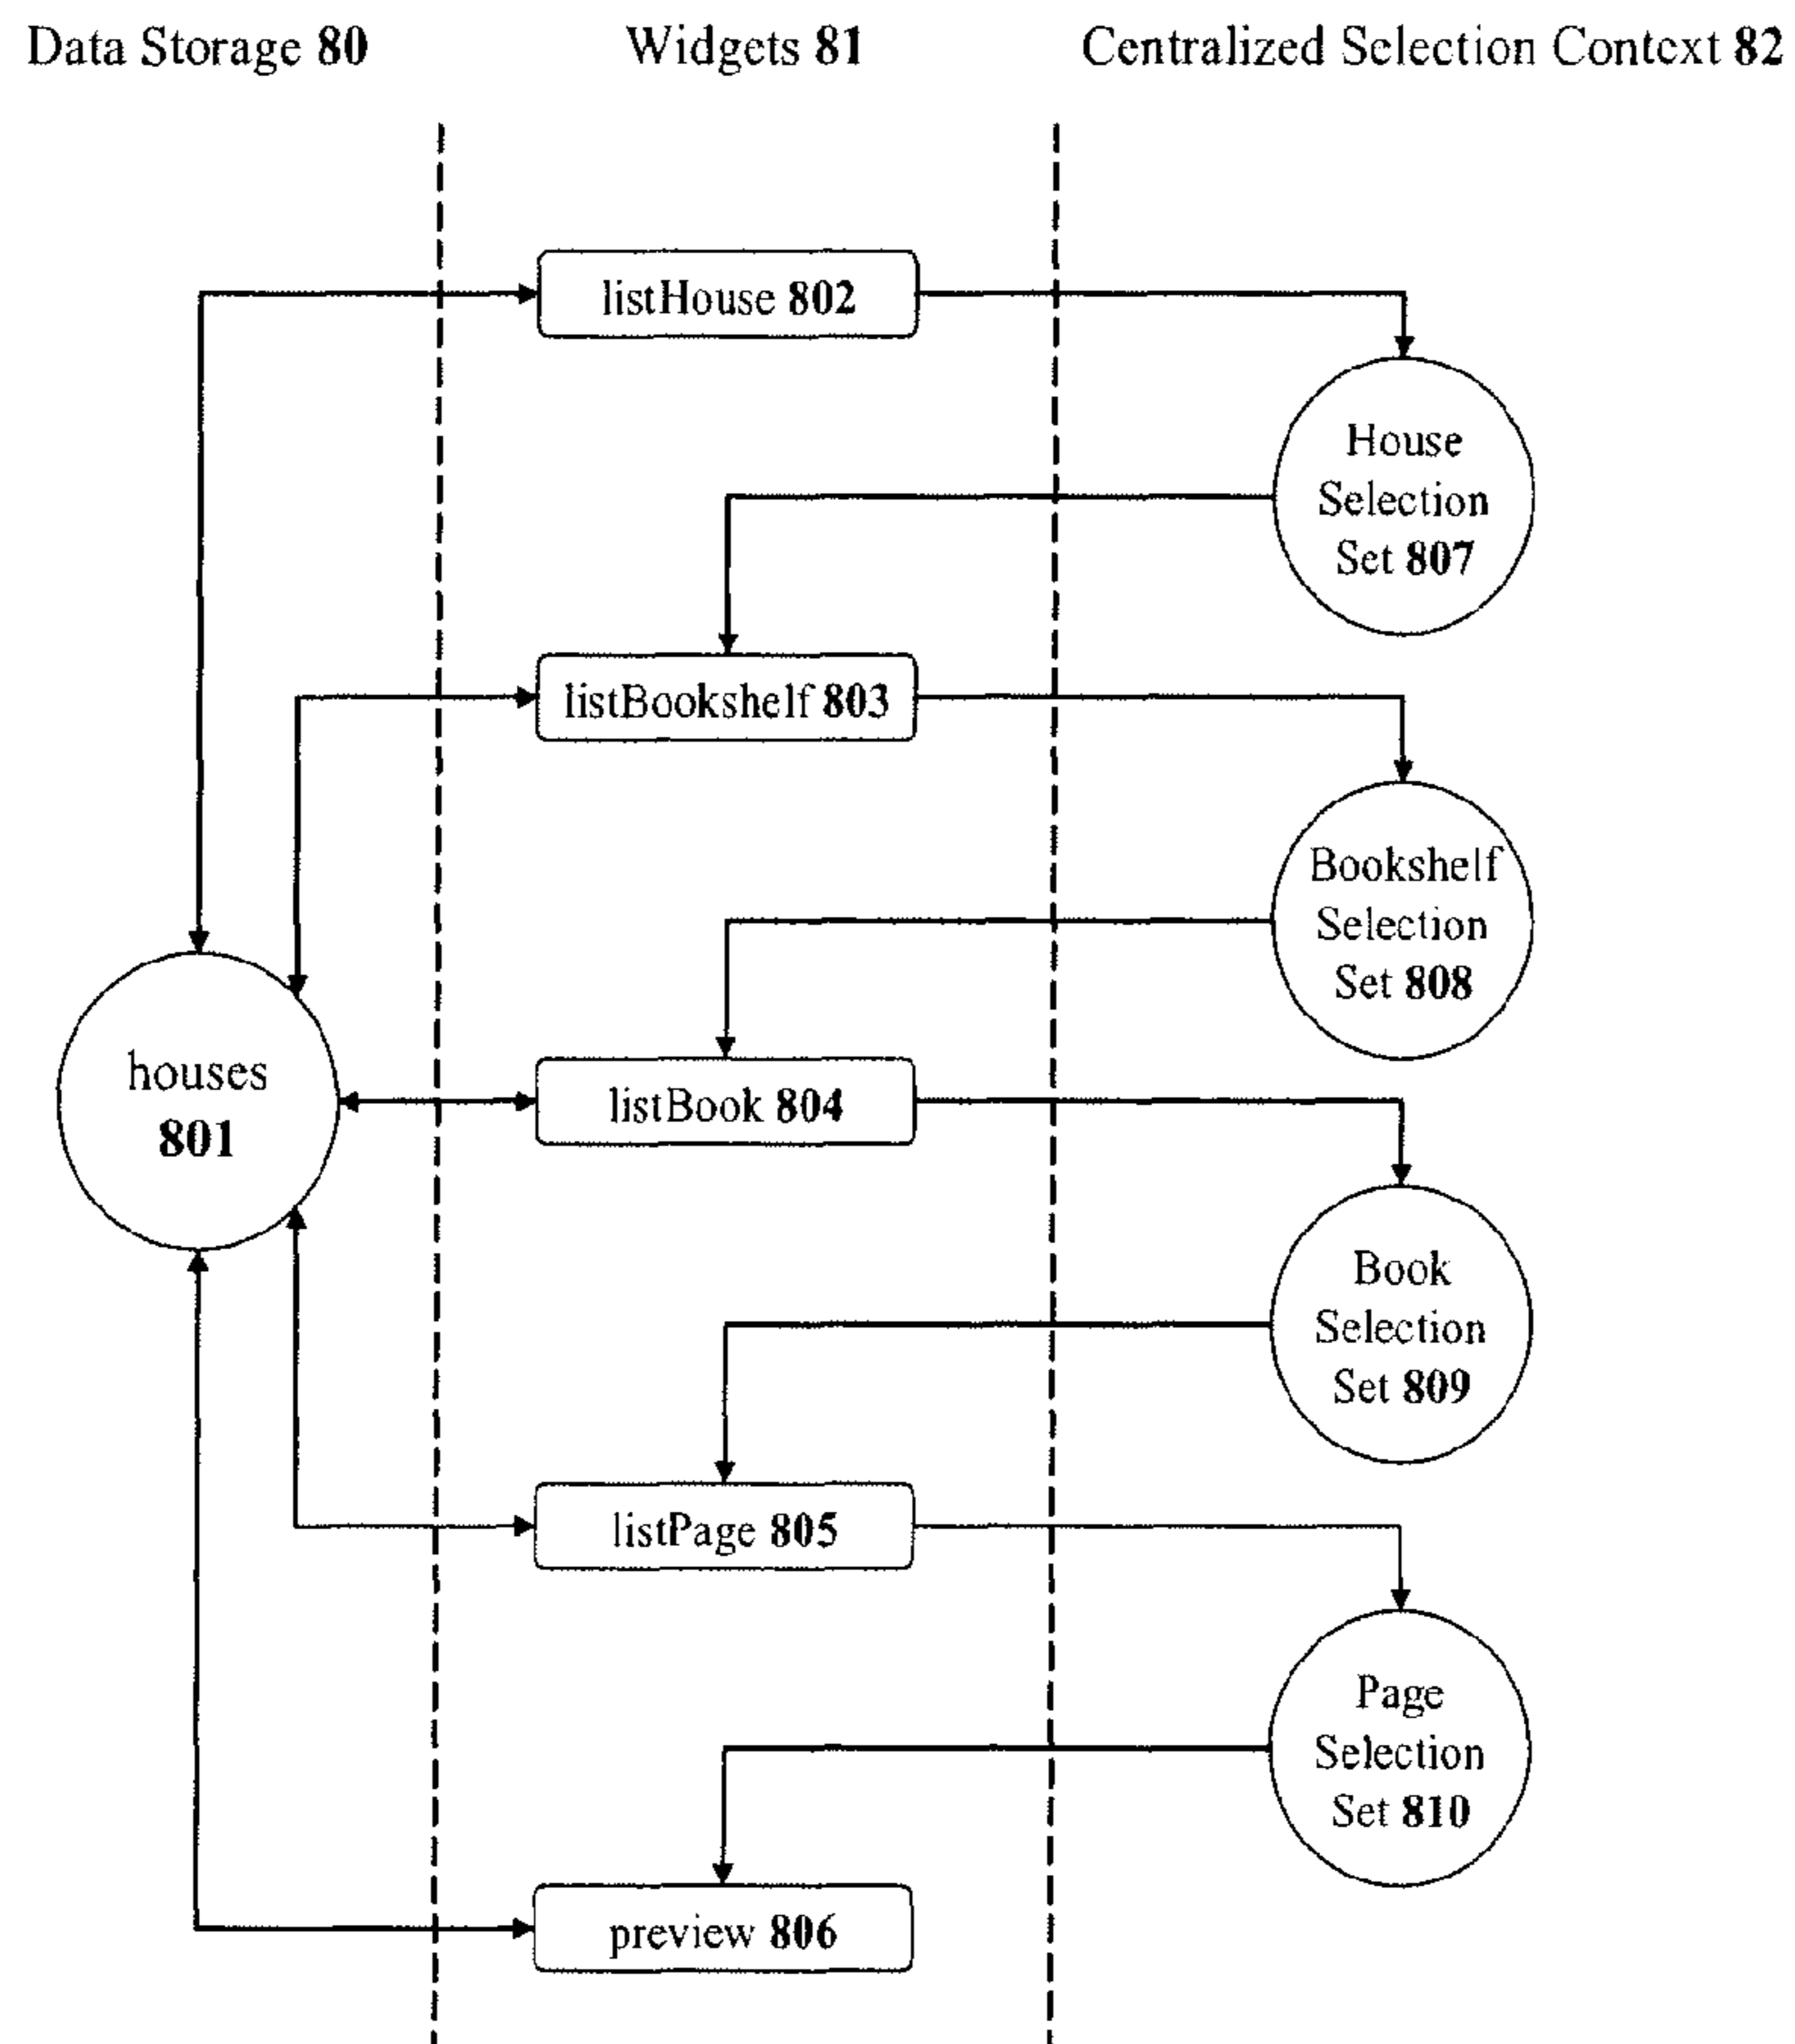 Data Storage 80
Widgets 81
Centralized Selection Context 82
listHouse 802
House
Selection
Set 807
listBookshelf 803
Bookshelf
Selection
Set 808
houses
801
listBook 804
Book
Selection
Set 809
listPage 805
Page
Selection
Set 810
preview 806